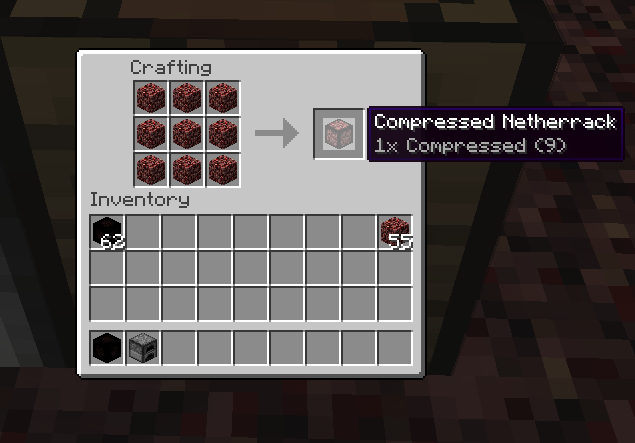 Crafting
Compressed Netherrack
1x Compressed (9)
Inventory
62
55